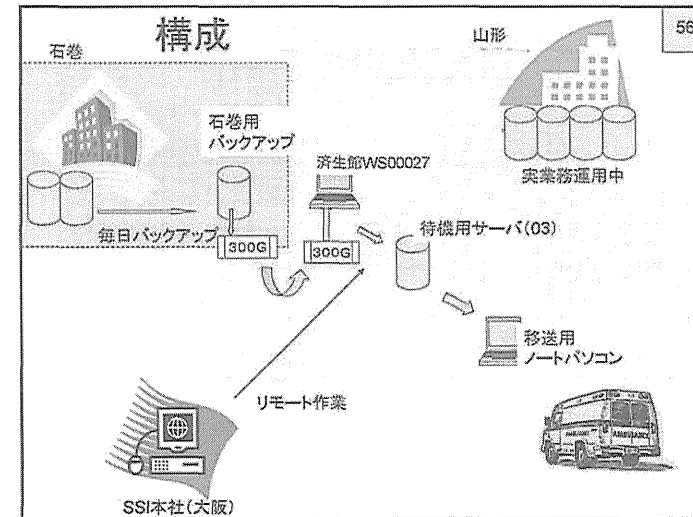 構成
56
石巻
山形
石巻用
バックアップ
済生館WS00027
実業務運用中
毎日バックアップ
300G
300G
待機用サーバ(03)
移送用
ノートパソコン
リモート作業
AMBULANCE
SSI本社(大阪)